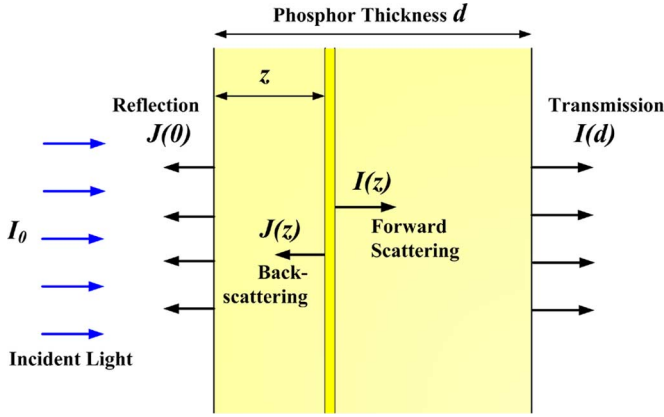 Phosphor Thickness d
z
Reflection
J(0)
Transmission
I(d)
I(z)
Forward
Scattering
J(z)
Back-
scattering
I0
Incident Light